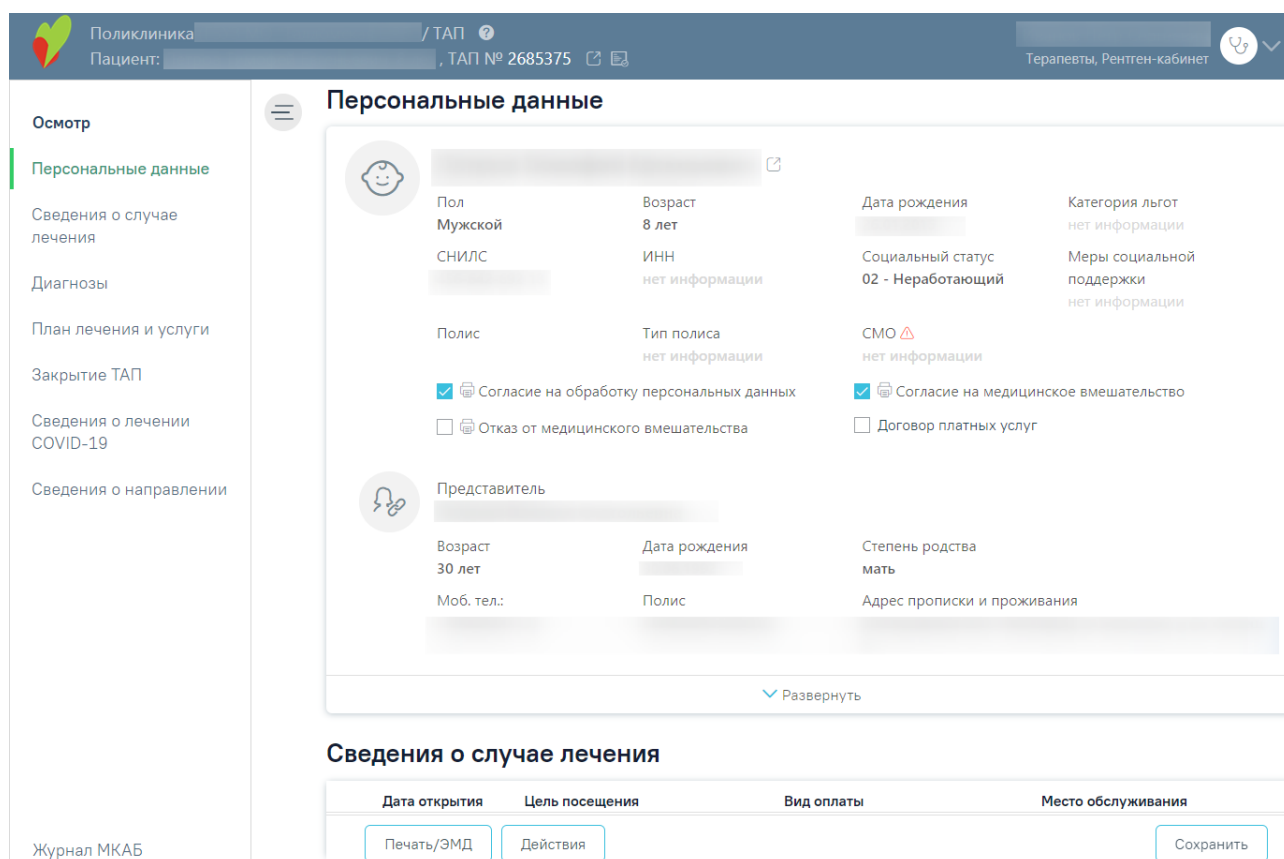 Поликлиника / ТАП ?
Пациент: , ТАП № 2685375
Терапевты, Рентген-кабинет
Осмотр
Персональные данные
Сведения о случае
лечения
Диагнозы
План лечения и услуги
Закрытие ТАП
Сведения о лечении
COVID-19
Сведения о направлении
Журнал МКАБ
Персональные данные
Пол Возраст Дата рождения Категория льгот
Мужской 8 лет нет информации
СНИЛС ИНН Социальный статус Меры социальной
поддержки
нет информации 02 - Неработающий нет информации
Полис Тип полиса СМО
нет информации нет информации
Согласие на обработку персональных данных Согласие на медицинское вмешательство
Отказ от медицинского вмешательства Договор платных услуг
Представитель
Возраст Дата рождения Степень родства
30 лет мать
Моб. тел.: Полис Адрес прописки и проживания
Развернуть
Сведения о случае лечения
Дата открытия Цель посещения Вид оплаты Место обслуживания
Печать/ЭМД Действия Сохранить